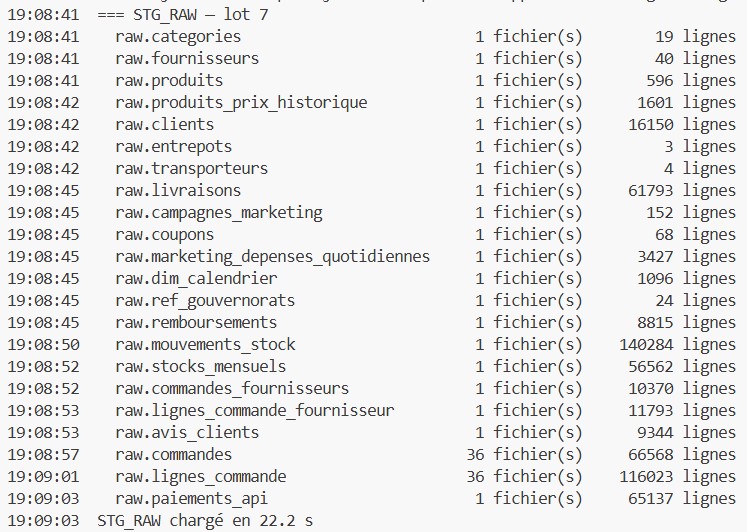 19:08:41 === STG_RAW — lot 7
19:08:41 raw.categories 1 fichier(s) 19 lignes
19:08:41 raw.fournisseurs 1 fichier(s) 40 lignes
19:08:41 raw.produits 1 fichier(s) 596 lignes
19:08:42 raw.produits_prix_historique 1 fichier(s) 1601 lignes
19:08:42 raw.clients 1 fichier(s) 16150 lignes
19:08:42 raw.entrepots 1 fichier(s) 3 lignes
19:08:42 raw.transporteurs 1 fichier(s) 4 lignes
19:08:45 raw.livraisons 1 fichier(s) 61793 lignes
19:08:45 raw.campagnes_marketing 1 fichier(s) 152 lignes
19:08:45 raw.coupons 1 fichier(s) 68 lignes
19:08:45 raw.marketing_depenses_quotidiennes 1 fichier(s) 3427 lignes
19:08:45 raw.dim_calendrier 1 fichier(s) 1096 lignes
19:08:45 raw.ref_gouvernorats 1 fichier(s) 24 lignes
19:08:45 raw.remboursements 1 fichier(s) 8815 lignes
19:08:50 raw.mouvements_stock 1 fichier(s) 140284 lignes
19:08:52 raw.stocks_mensuels 1 fichier(s) 56562 lignes
19:08:52 raw.commandes_fournisseurs 1 fichier(s) 10370 lignes
19:08:53 raw.lignes_commande_fournisseur 1 fichier(s) 11793 lignes
19:08:53 raw.avis_clients 1 fichier(s) 9344 lignes
19:08:57 raw.commandes 36 fichier(s) 66568 lignes
19:09:01 raw.lignes_commande 36 fichier(s) 116023 lignes
19:09:03 raw.paiements_api 1 fichier(s) 65137 lignes
19:09:03 STG_RAW chargé en 22.2 s